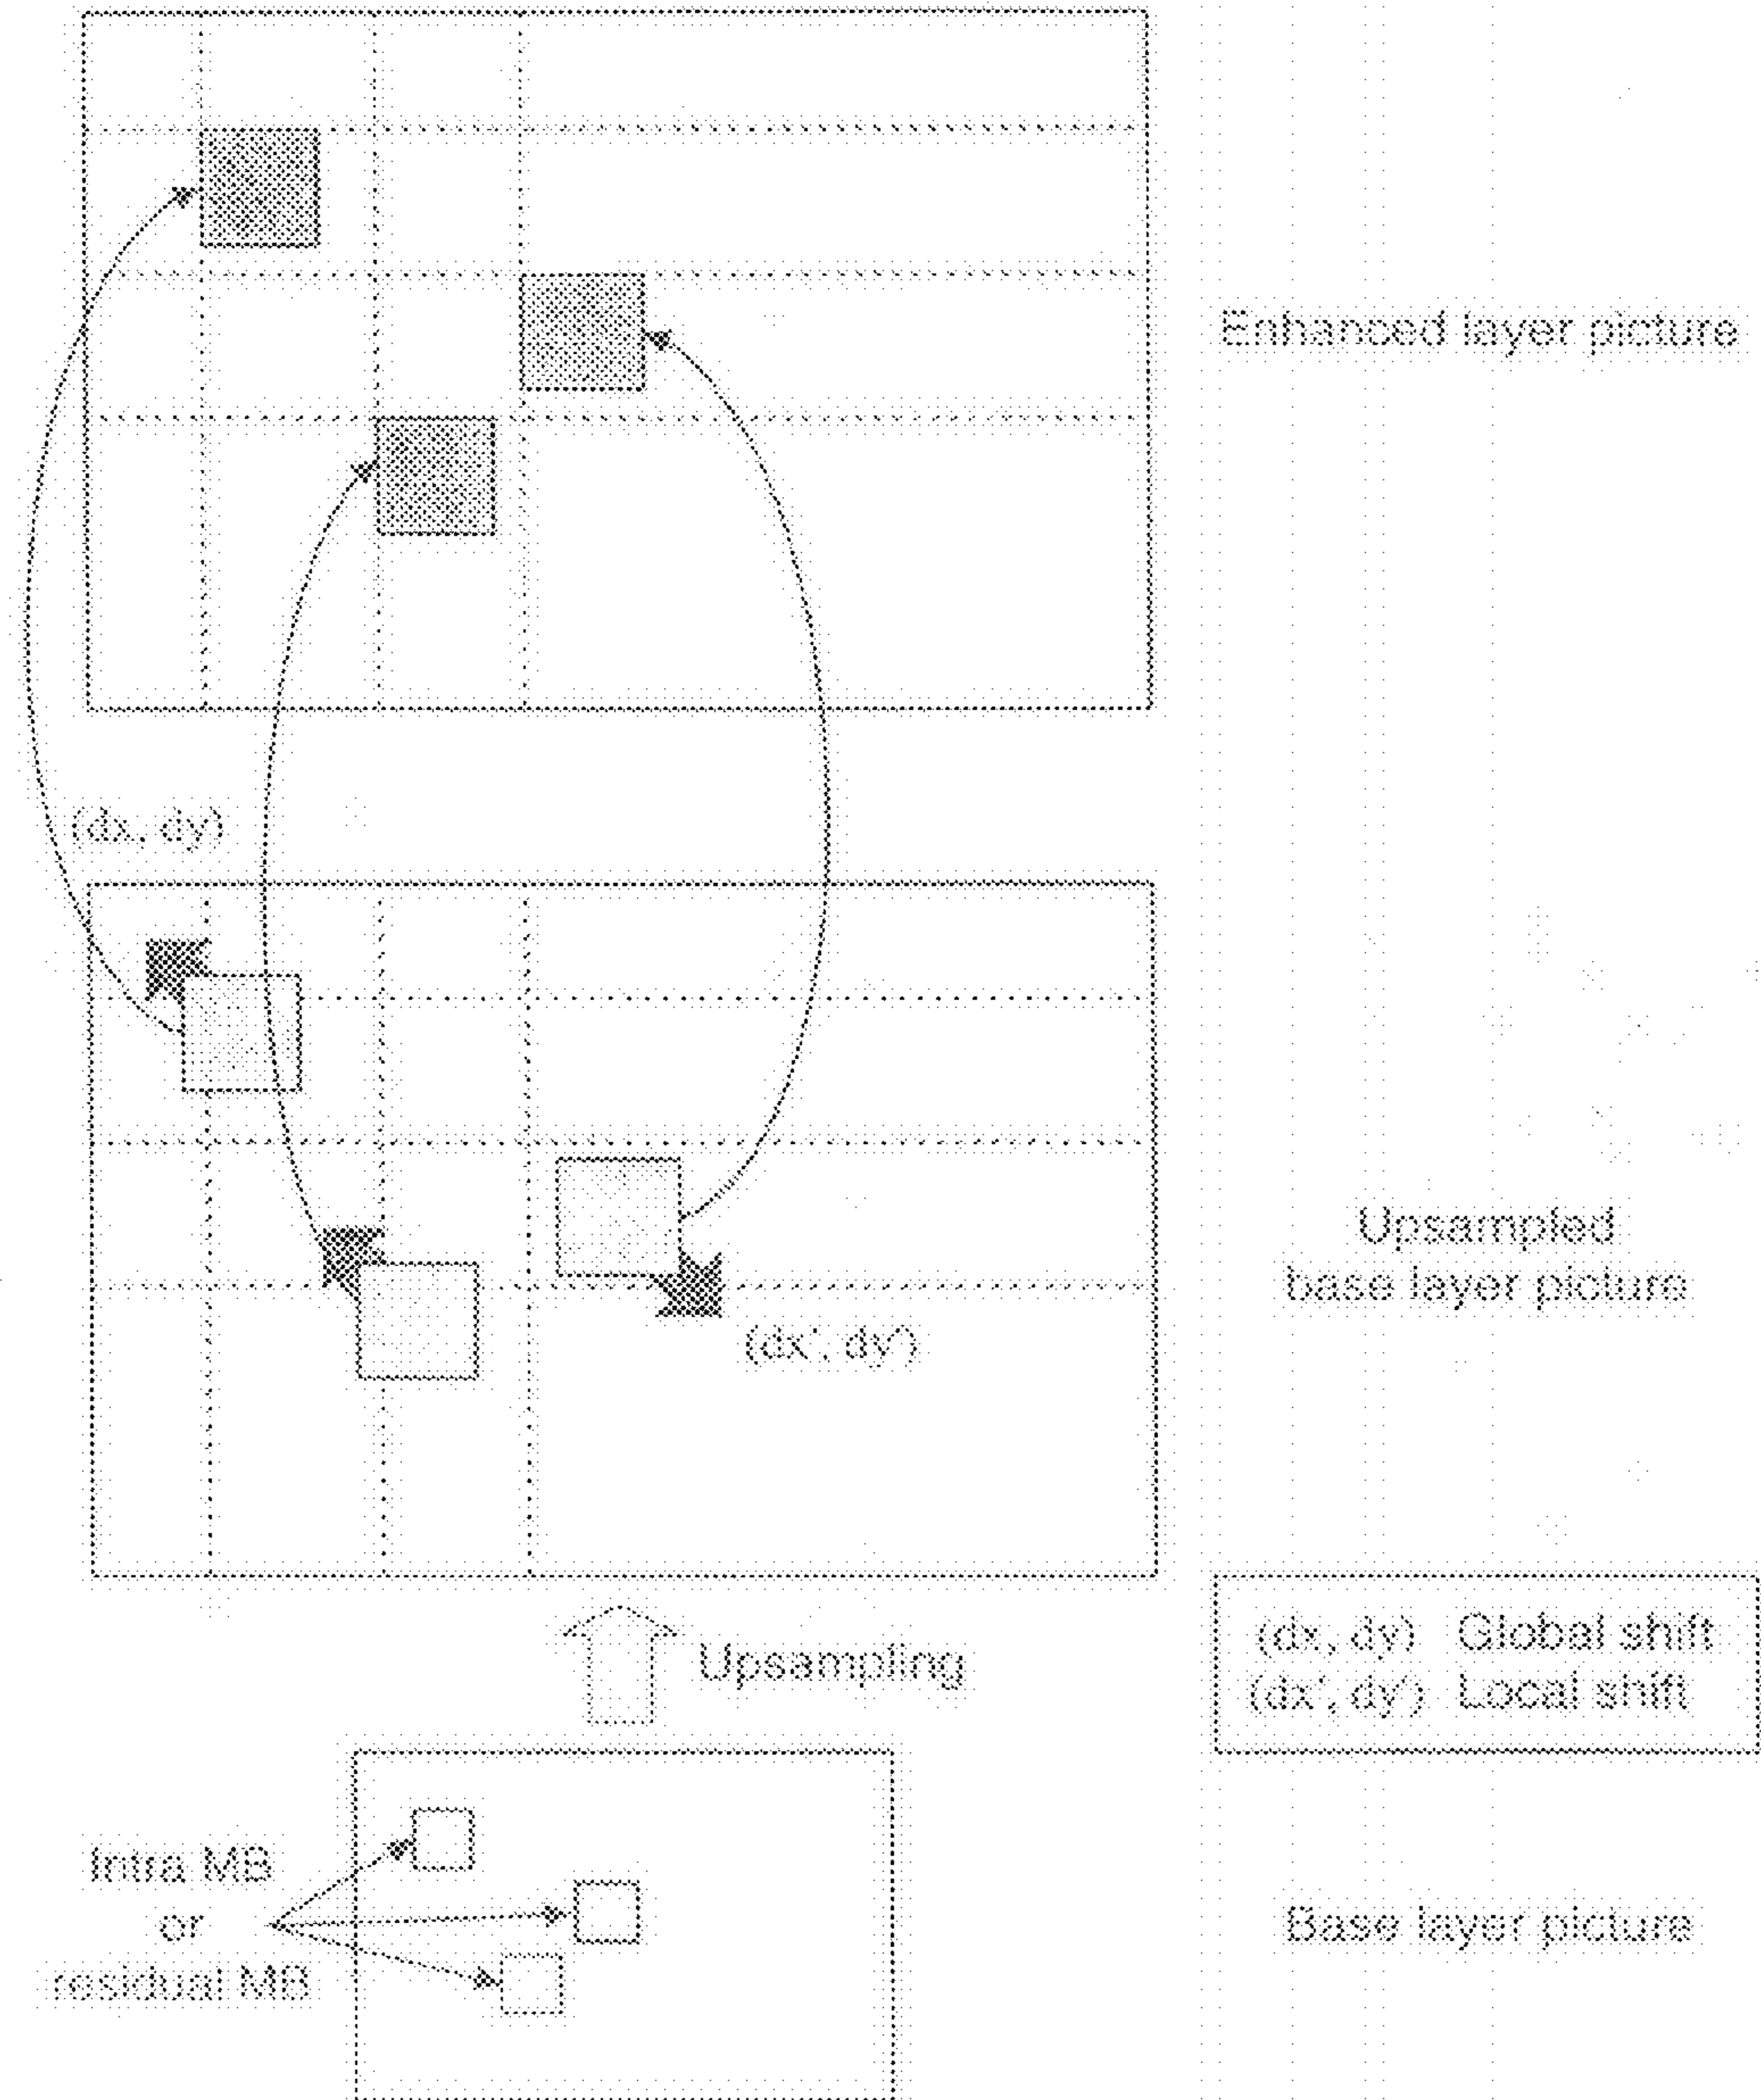 Enhanced layer picture
(dx, dy)
Upsampled
base layer picture
(dx', dy')
Upsampling
(dx, dy) Global shift
(dx', dy') Local shift
Intra MB
or
residual MB
Base layer picture